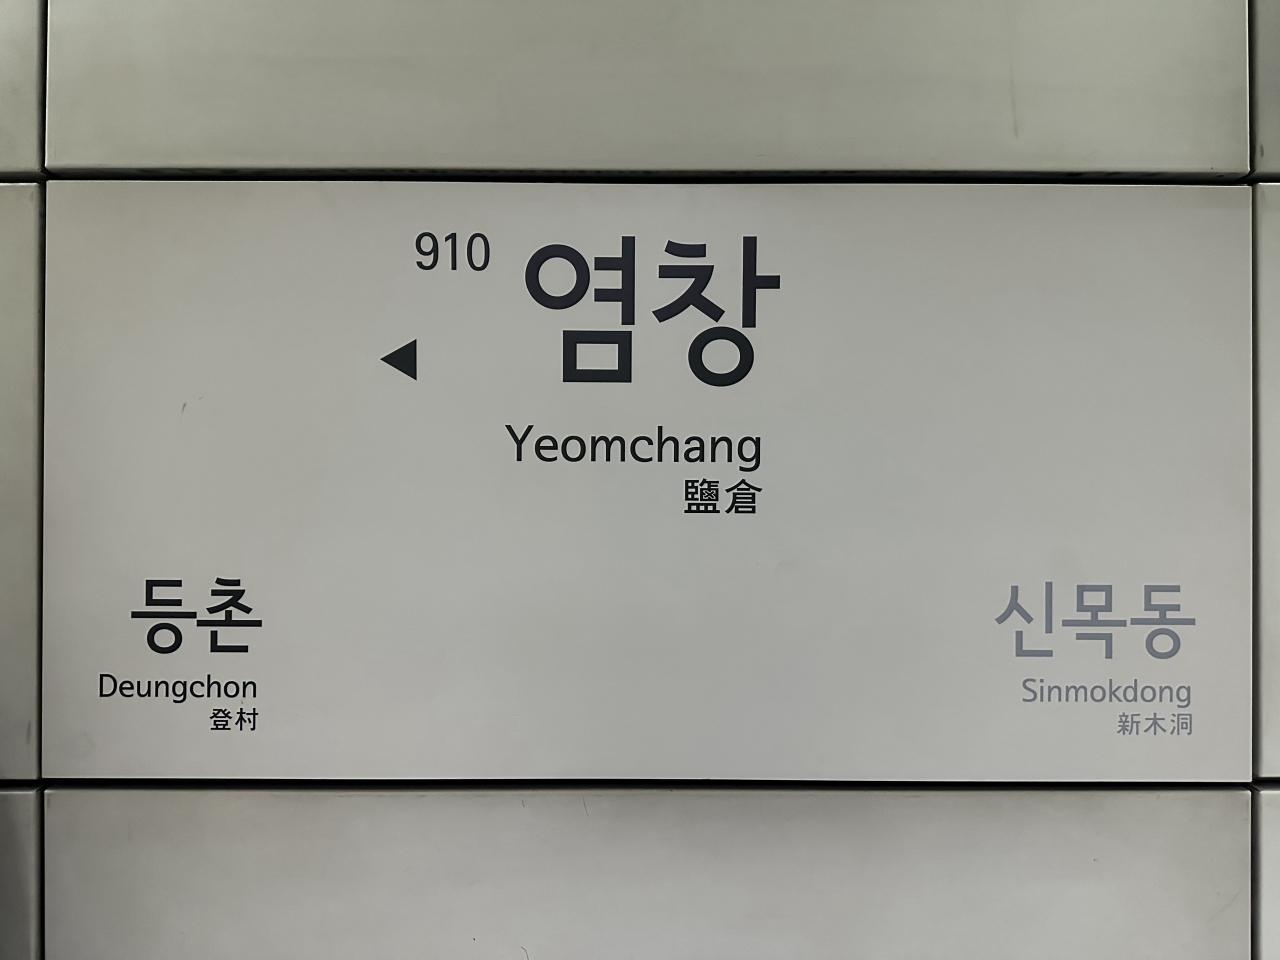 910 염창
◀
Yeomchang
鹽倉
등촌
Deungchon
登村
신목동
Sinmokdong
新木洞